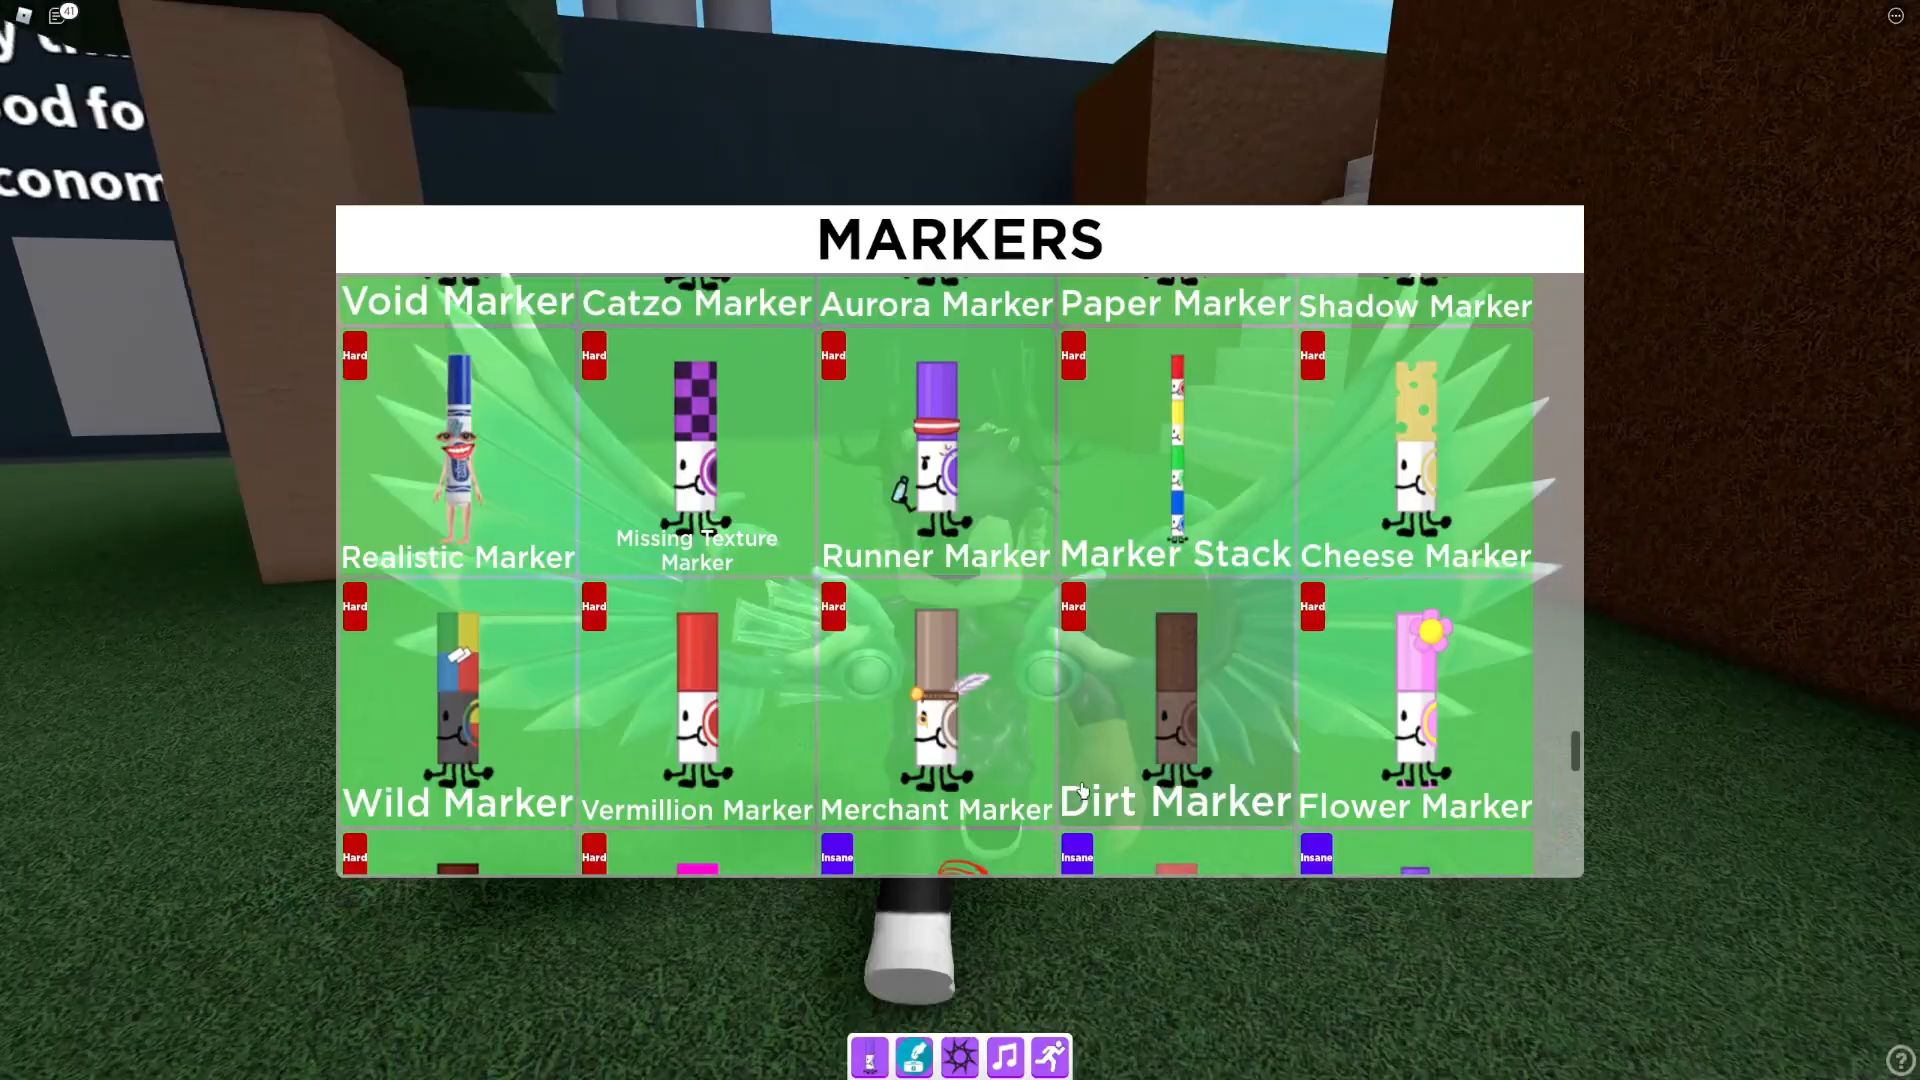 41
od fo
conom
MARKERS
Void Marker
Catzo Marker
Aurora Marker
Paper Marker
Shadow Marker
Hard
Hard
Hard
Hard
Hard
Realistic Marker
Missing Texture
Marker
Runner Marker
Marker Stack
Cheese Marker
Hard
Hard
Hard
Hard
Hard
Wild Marker
Vermillion Marker
Merchant Marker
Dirt Marker
Flower Marker
Hard
Hard
Insane
Insane
Insane
?